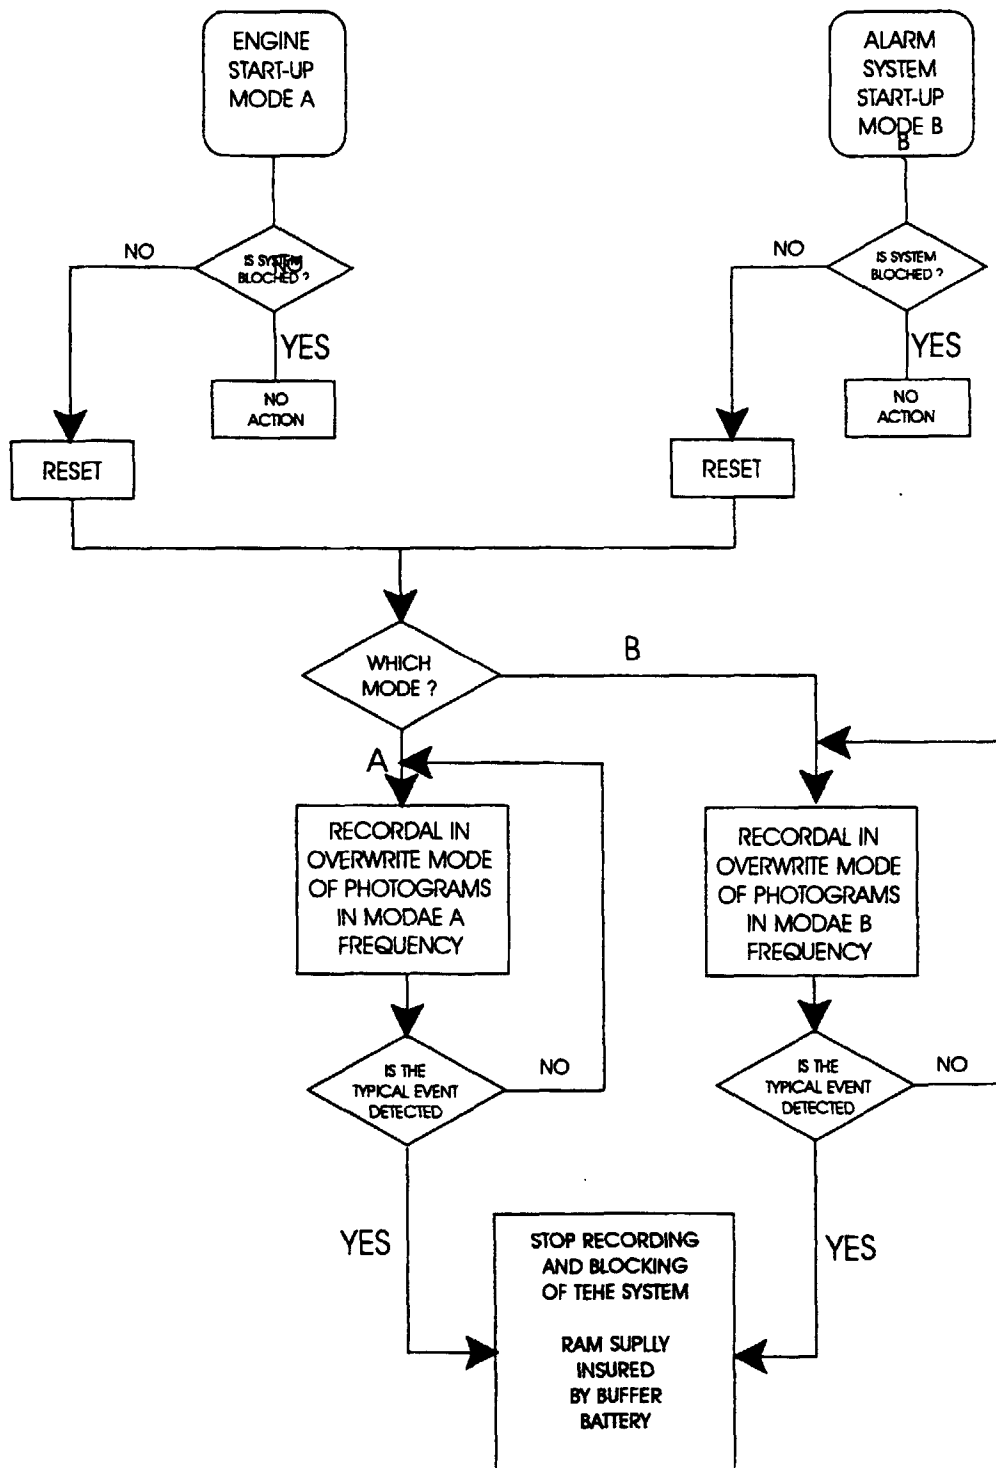 ENGINE
START-UP
MODE A
ALARM
SYSTEM
START-UP
MODE B
B
NO
IS SYSTEM
NO
BLOCHED ?
YES
NO
ACTION
RESET
NO
IS SYSTEM
BLOCHED ?
YES
NO
ACTION
RESET
WHICH
MODE ?
B
A
RECORDAL IN
OVERWRITE MODE
OF PHOTOGRAMS
IN MODAE A
FREQUENCY
RECORDAL IN
OVERWRITE MODE
OF PHOTOGRAMS
IN MODAE B
FREQUENCY
IS THE
TYPICAL EVENT
DETECTED
NO
IS THE
TYPICAL EVENT
DETECTED
NO
YES
YES
STOP RECORDING
AND BLOCKING
OF TEHE SYSTEM
RAM SUPLLY
INSURED
BY BUFFER
BATTERY